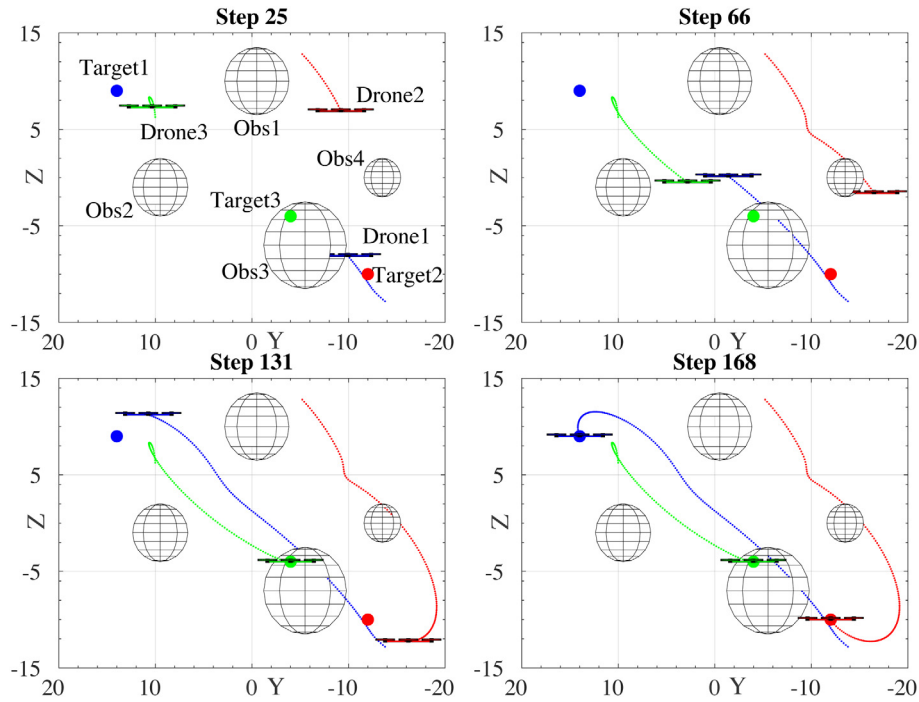 Step 25
Step 66
15
5
-5
-15
Z
Target1
Drone3
Obs1
Drone2
Obs4
Obs2
Target3
Drone1
Obs3
Target2
20
10
0
Y
-10
-20
15
5
-5
-15
Z
20
10
0
Y
-10
-20
Step 131
Step 168
15
5
-5
-15
Z
20
10
0
Y
-10
-20
15
5
-5
-15
Z
20
10
0
Y
-10
-20